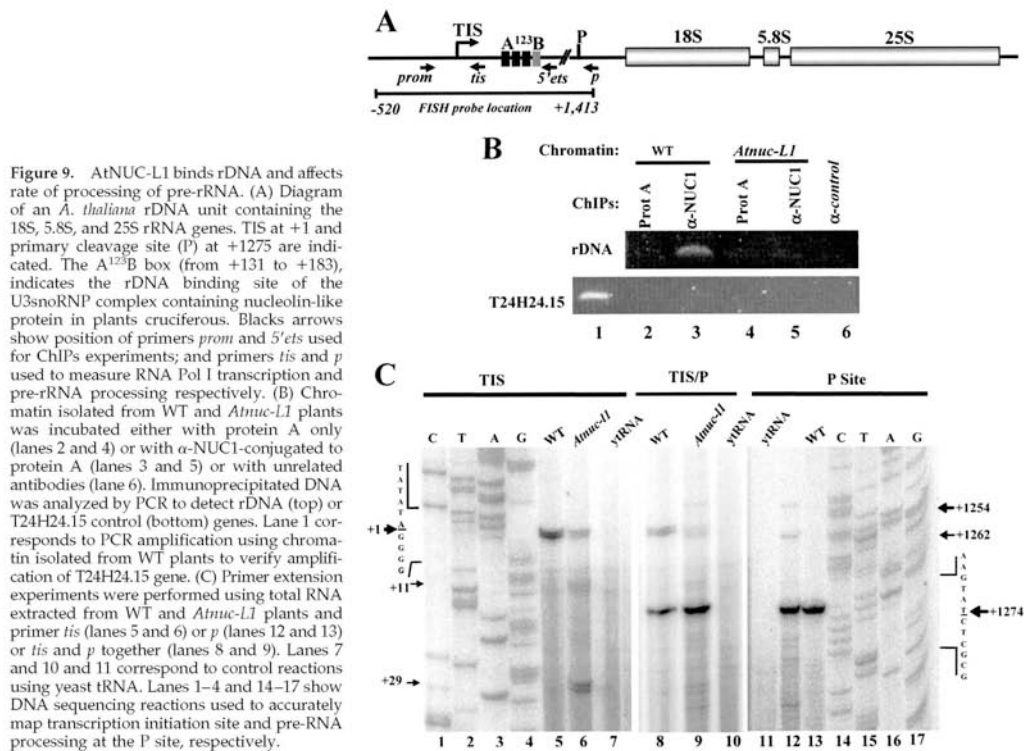 Figure 9. AtNUC-L1 binds rDNA and affects
rate of processing of pre-rRNA. (A) Diagram
of an A. thaliana rDNA unit containing the
18S, 5.8S, and 25S rRNA genes. TIS at +1 and
primary cleavage site (P) at +1275 are indi-
cated. The A¹²³B box (from +131 to +183),
indicates the rDNA binding site of the
U3snoRNP complex containing nucleolin-like
protein in plants cruciferous. Blacks arrows
show position of primers prom and 5'ets used
for ChIPs experiments; and primers tis and p
used to measure RNA Pol I transcription and
pre-rRNA processing respectively. (B) Chro-
matin isolated from WT and Atnuc-L1 plants
was incubated either with protein A only
(lanes 2 and 4) or with α-NUC1-conjugated to
protein A (lanes 3 and 5) or with unrelated
antibodies (lane 6). Immunoprecipitated DNA
was analyzed by PCR to detect rDNA (top) or
T24H24.15 control (bottom) genes. Lane 1 cor-
responds to PCR amplification using chroma-
tin isolated from WT plants to verify amplifi-
cation of T24H24.15 gene. (C) Primer extension
experiments were performed using total RNA
extracted from WT and Atnuc-L1 plants and
primer tis (lanes 5 and 6) or p (lanes 12 and 13)
or tis and p together (lanes 8 and 9). Lanes 7
and 10 and 11 correspond to control reactions
using yeast tRNA. Lanes 1–4 and 14–17 show
DNA sequencing reactions used to accurately
map transcription initiation site and pre-RNA
processing at the P site, respectively.
A
TIS A¹²³B P 18S 5.8S 25S
prom tis 5'ets p
-520 FISH probe location +1,413
B
Chromatin: WT Atnuc-L1
ChIPs: Prot A α-NUC1 Prot A α-NUC1 α-control
rDNA
T24H24.15
1 2 3 4 5 6
C
TIS TIS/P P Site
C T A G WT Atnuc-l1 ytRNA WT Atnuc-l1 ytRNA ytRNA WT C T A G
T
A
T
A
T
+1 A
G
G
G
G
+11
+29
+1254
+1262
A
A
G
T
A
T +1274
C
T
C
G
C
G
1 2 3 4 5 6 7 8 9 10 11 12 13 14 15 16 17